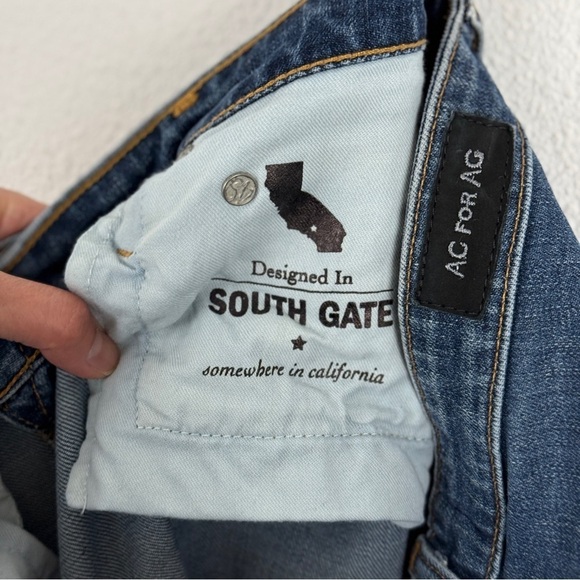 Designed In
SOUTH GATE
somewhere in california
AC FOR AG